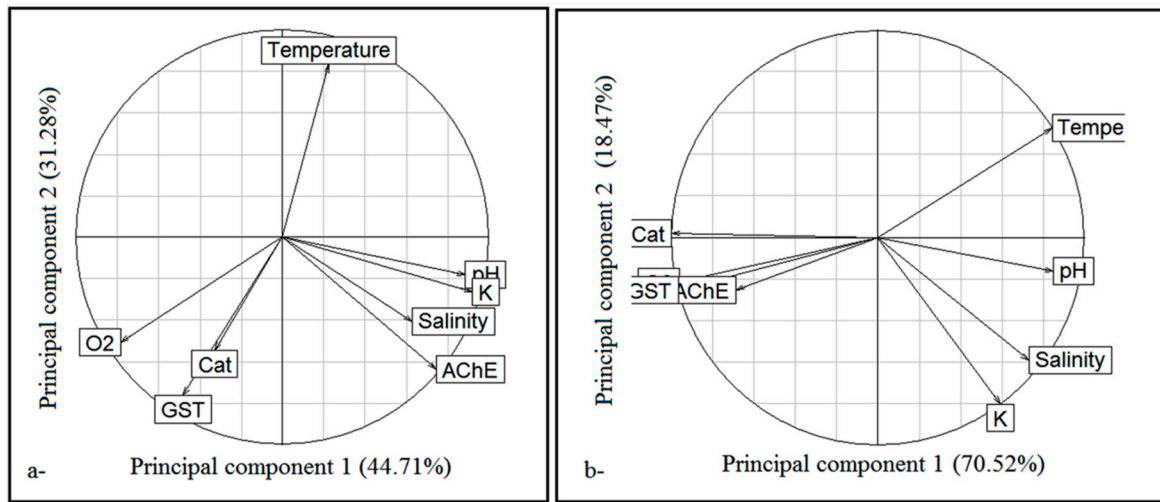 Temperature
Principal component 2 (31.28%)
pH
K
Salinity
O2
Cat
AChE
GST
a-
Principal component 1 (44.71%)
Principal component 2 (18.47%)
Tempe
Cat
pH
GST
AChE
Salinity
K
b-
Principal component 1 (70.52%)